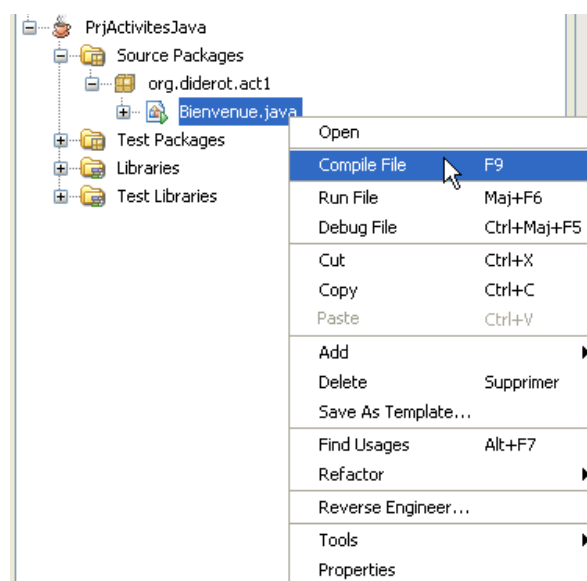 PrjActivitesJava
Source Packages
org.diderot.act1
Bienvenue.java
Test Packages
Libraries
Test Libraries
Open
Compile File F9
Run File Maj+F6
Debug File Ctrl+Maj+F5
Cut Ctrl+X
Copy Ctrl+C
Paste Ctrl+V
Add
Delete Supprimer
Save As Template...
Find Usages Alt+F7
Refactor
Reverse Engineer...
Tools
Properties